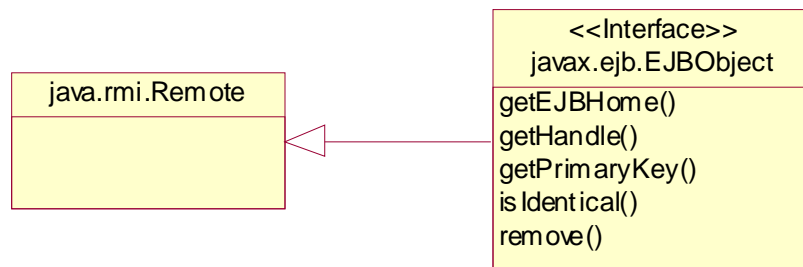 java.rmi.Remote
<<Interface>>
javax.ejb.EJBObject
getEJBHome()
getHandle()
getPrimaryKey()
isIdentical()
remove()